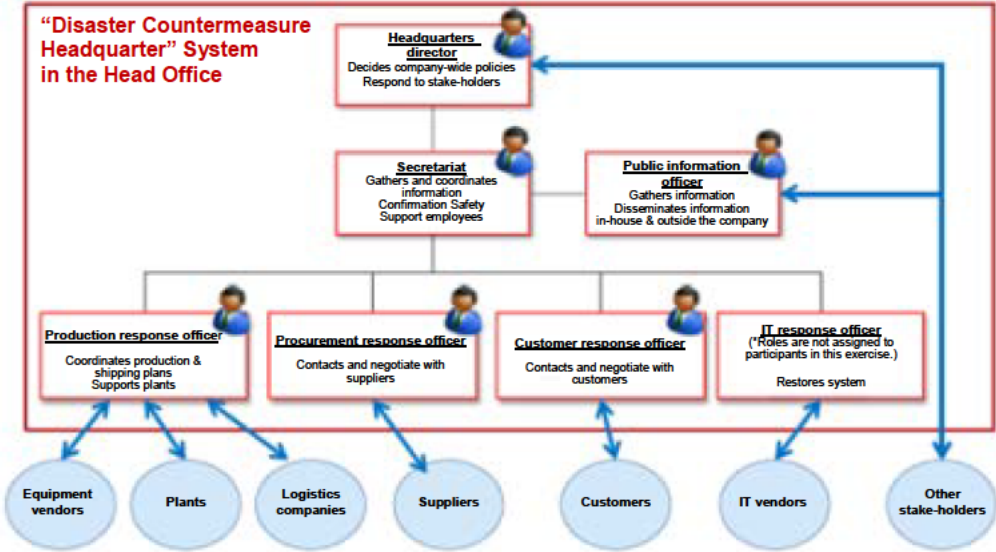 “Disaster Countermeasure
Headquarter” System
in the Head Office
Headquarters
director
Decides company-wide policies
Respond to stake-holders
Secretariat
Gathers and coordinates
information
Confirmation Safety
Support employees
Public information
officer
Gathers information
Disseminates information
in-house & outside the company
Production response officer
Coordinates production &
shipping plans
Supports plants
Procurement response officer
Contacts and negotiate with
suppliers
Customer response officer
Contacts and negotiate with
customers
IT response officer
(*Roles are not assigned to
participants in this exercise.)
Restores system
Equipment
vendors
Plants
Logistics
companies
Suppliers
Customers
IT vendors
Other
stake-holders